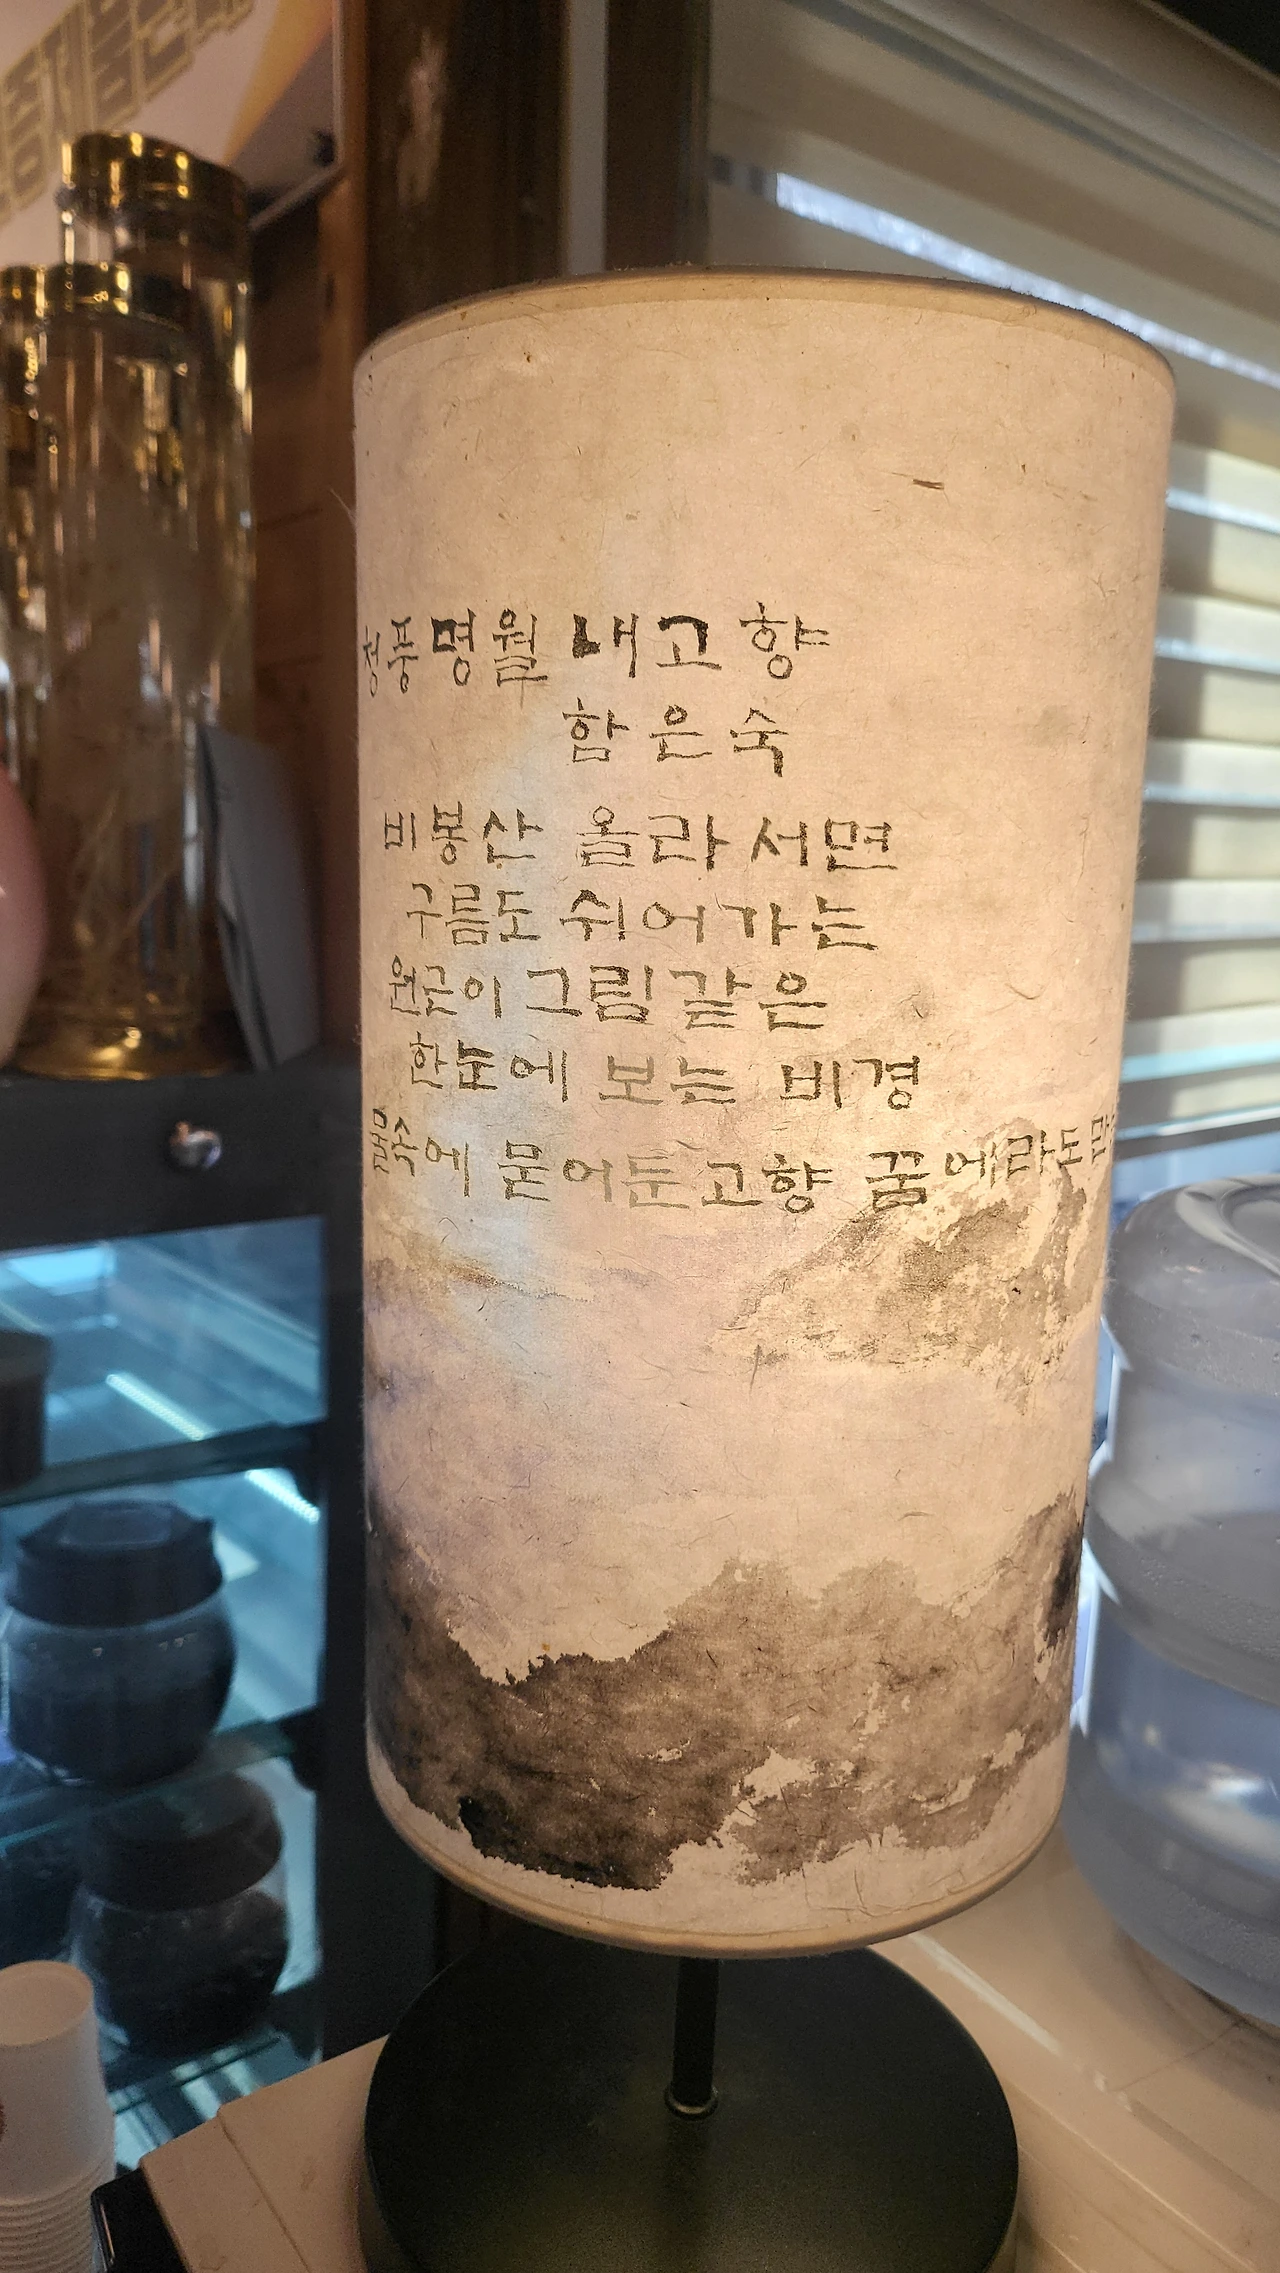 청풍명월 내고향
함은숙
비봉산 올라서면
구름도 쉬어가는
원근이 그림같은
한눈에 보는 비경
에 묻어둔 고향 꿈에라도